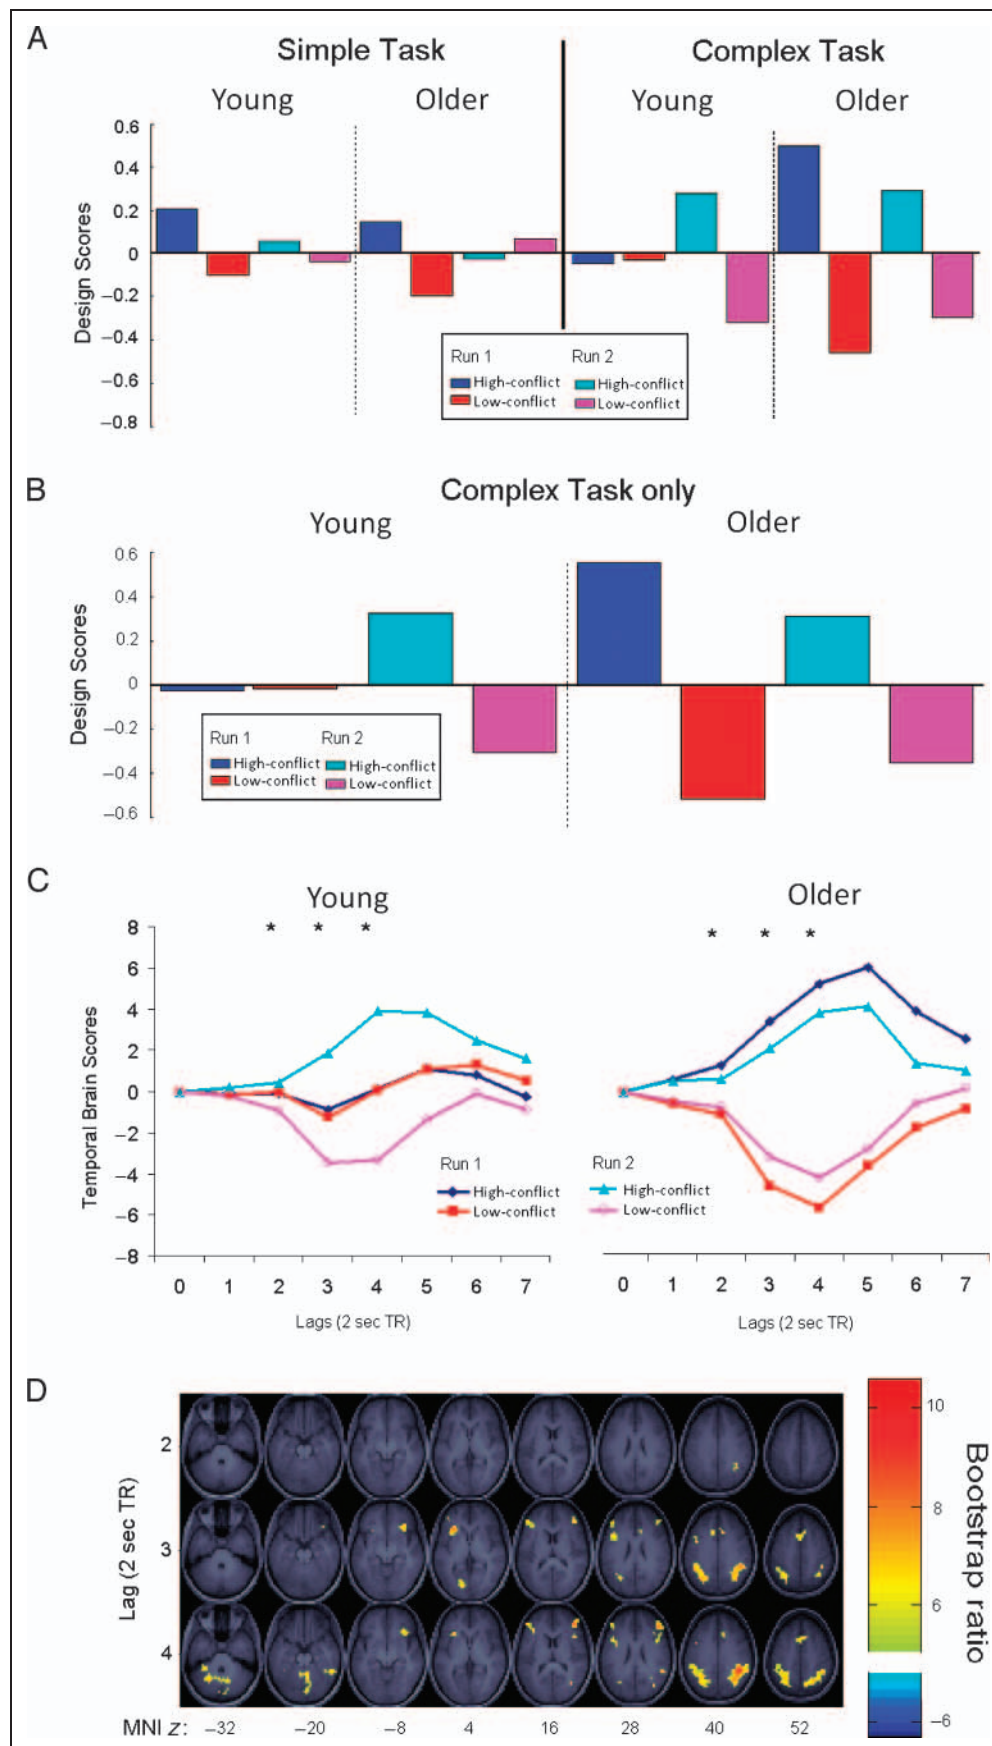 A
Simple Task
Complex Task
Young
Older
Young
Older
Design Scores
0.6
0.4
0.2
0
−0.2
−0.4
−0.6
−0.8
Run 1
Run 2
High-conflict
High-conflict
Low-conflict
Low-conflict
B
Complex Task only
Young
Older
Design Scores
0.6
0.4
0.2
0
−0.2
−0.4
−0.6
Run 1
Run 2
High-conflict
High-conflict
Low-conflict
Low-conflict
C
Young
Older
Temporal Brain Scores
8
6
4
2
0
−2
−4
−6
−8
* * *
* * *
Run 1
Run 2
High-conflict
High-conflict
Low-conflict
Low-conflict
0 1 2 3 4 5 6 7
0 1 2 3 4 5 6 7
Lags (2 sec TR)
Lags (2 sec TR)
D
Lag (2 sec TR)
2
3
4
MNI z: −32 −20 −8 4 16 28 40 52
10
8
6
−6
Bootstrap ratio